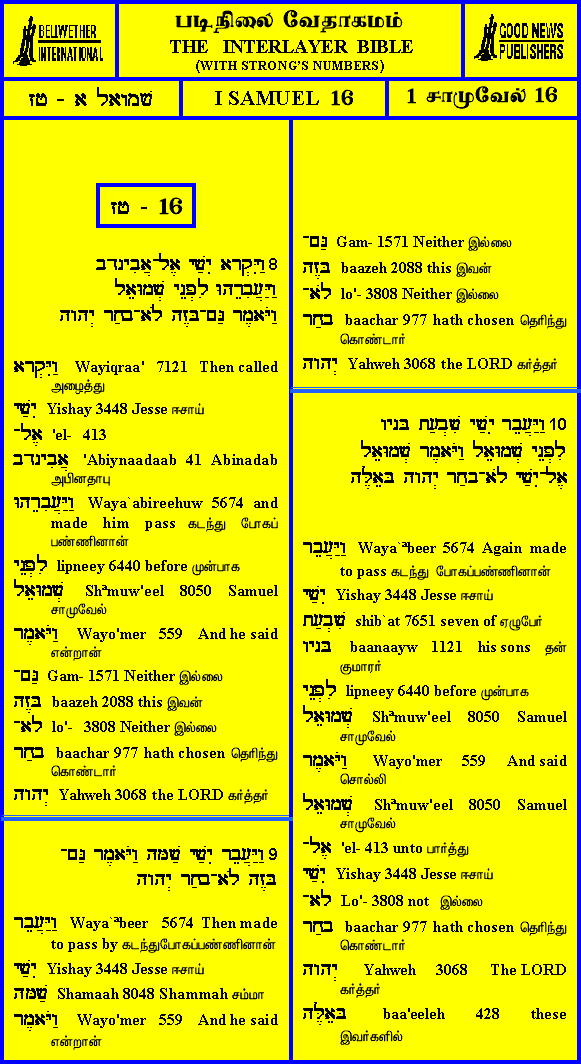 BELLWETHER
INTERNATIONAL
படிநிலை வேதாகமம்
THE INTERLAYER BIBLE
(WITH STRONG'S NUMBERS)
GOOD NEWS
PUBLISHERS
שמואל א - טז
I SAMUEL 16
1 சாமுவேல் 16
טז - 16
8 וַיִּקְרָא יִשַׁי אֶל־אֲבִינדב
וַיַּעֲבִרֵהוּ לִפְנֵי שְׁמוּאֵל
וַיֹּאמֶר גַּם־בָּזֶה לֹא־בָחַר יְהוָה
וַיִּקְרָא Wayiqraa' 7121 Then called
அழைத்து
יִשַׁי Yishay 3448 Jesse ஈசாய்
אֶל־ 'el- 413
אֲבִינדב 'Abiynaadaab 41 Abinadab
அபினதாபு
וַיַּעֲבִרֵהוּ Waya`abireehuw 5674 and
made him pass கடந்து போகப்
பண்ணினான்
לִפְנֵי lipneey 6440 before முன்பாக
שְׁמוּאֵל Shªmuw'eel 8050 Samuel
சாமுவேல்
וַיֹּאמֶר Wayo'mer 559 And he said
என்றான்
גַּם־ Gam- 1571 Neither இல்லை
בָּזֶה baazeh 2088 this இவன்
לֹא־ lo'- 3808 Neither இல்லை
בָחַר baachar 977 hath chosen தெரிந்து
கொண்டார்
יְהוָה Yahweh 3068 the LORD கர்த்தர்
9 וַיַּעֲבֵר יִשַׁי שַׁמָּה וַיֹּאמֶר גַּם־
בָּזֶה לֹא־בָחַר יְהוָה
וַיַּעֲבֵר Waya`ªbeer 5674 Then made
to pass by கடந்துபோகப்பண்ணினான்
יִשַׁי Yishay 3448 Jesse ஈசாய்
שַׁמָּה Shamaah 8048 Shammah சம்மா
וַיֹּאמֶר Wayo'mer 559 And he said
என்றான்
גַּם־ Gam- 1571 Neither இல்லை
בָּזֶה baazeh 2088 this இவன்
לֹא־ lo'- 3808 Neither இல்லை
בָחַר baachar 977 hath chosen தெரிந்து
கொண்டார்
יְהוָה Yahweh 3068 the LORD கர்த்தர்
10 וַיַּעֲבֵר יִשַׁי שִׁבְעַת בּניו
לִפְנֵי שְׁמוּאֵל וַיֹּאמֶר שְׁמוּאֵל
אֶל־יִשַׁי לֹא־בָחַר יְהוָה בָּאֵלֶּה
וַיַּעֲבֵר Waya`ªbeer 5674 Again made
to pass கடந்து போகப்பண்ணினான்
יִשַׁי Yishay 3448 Jesse ஈசாய்
שִׁבְעַת shib`at 7651 seven of ஏழுபேர்
בּניו baanaayw 1121 his sons தன்
குமாரர்
לִפְנֵי lipneey 6440 before முன்பாக
שְׁמוּאֵל Shªmuw'eel 8050 Samuel
சாமுவேல்
וַיֹּאמֶר Wayo'mer 559 And said
சொல்லி
שְׁמוּאֵל Shªmuw'eel 8050 Samuel
சாமுவேல்
אֶל־ 'el- 413 unto பார்த்து
יִשַׁי Yishay 3448 Jesse ஈசாய்
לֹא־ Lo'- 3808 not இல்லை
בָחַר baachar 977 hath chosen தெரிந்து
கொண்டார்
יְהוָה Yahweh 3068 The LORD
கர்த்தர்
בָּאֵלֶּה baa'eeleh 428 these
இவர்களில்